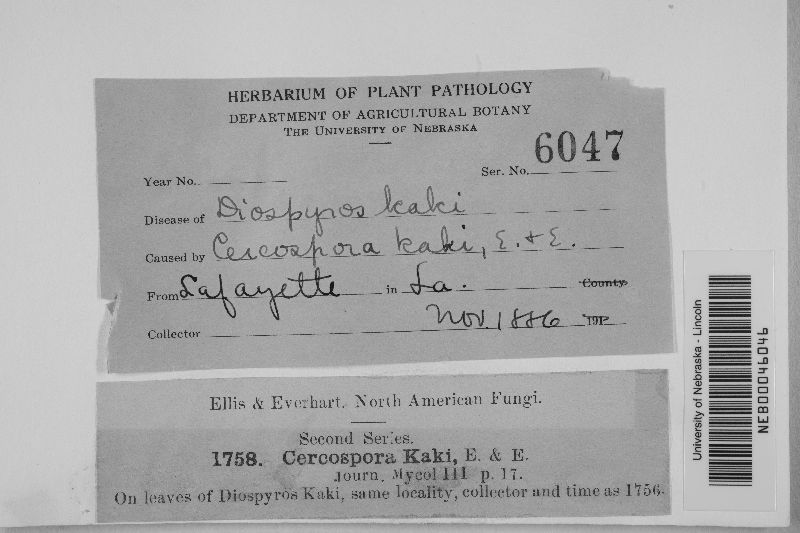 HERBARIUM OF PLANT PATHOLOGY
DEPARTMENT OF AGRICULTURAL BOTANY
THE UNIVERSITY OF NEBRASKA
Year No.
Ser. No. 6047
Disease of Diospyros kaki
Caused by Cercospora kaki, E. & E.
From Lafayette in La. County
Nov 1886 191
Collector
Ellis & Everhart. North American Fungi.
Second Series.
1758. Cercospora Kaki, E. & E.
Journ. Mycol III p. 17.
On leaves of Diospyros Kaki, same locality, collector and time as 1756.
University of Nebraska - Lincoln
NEB00046046